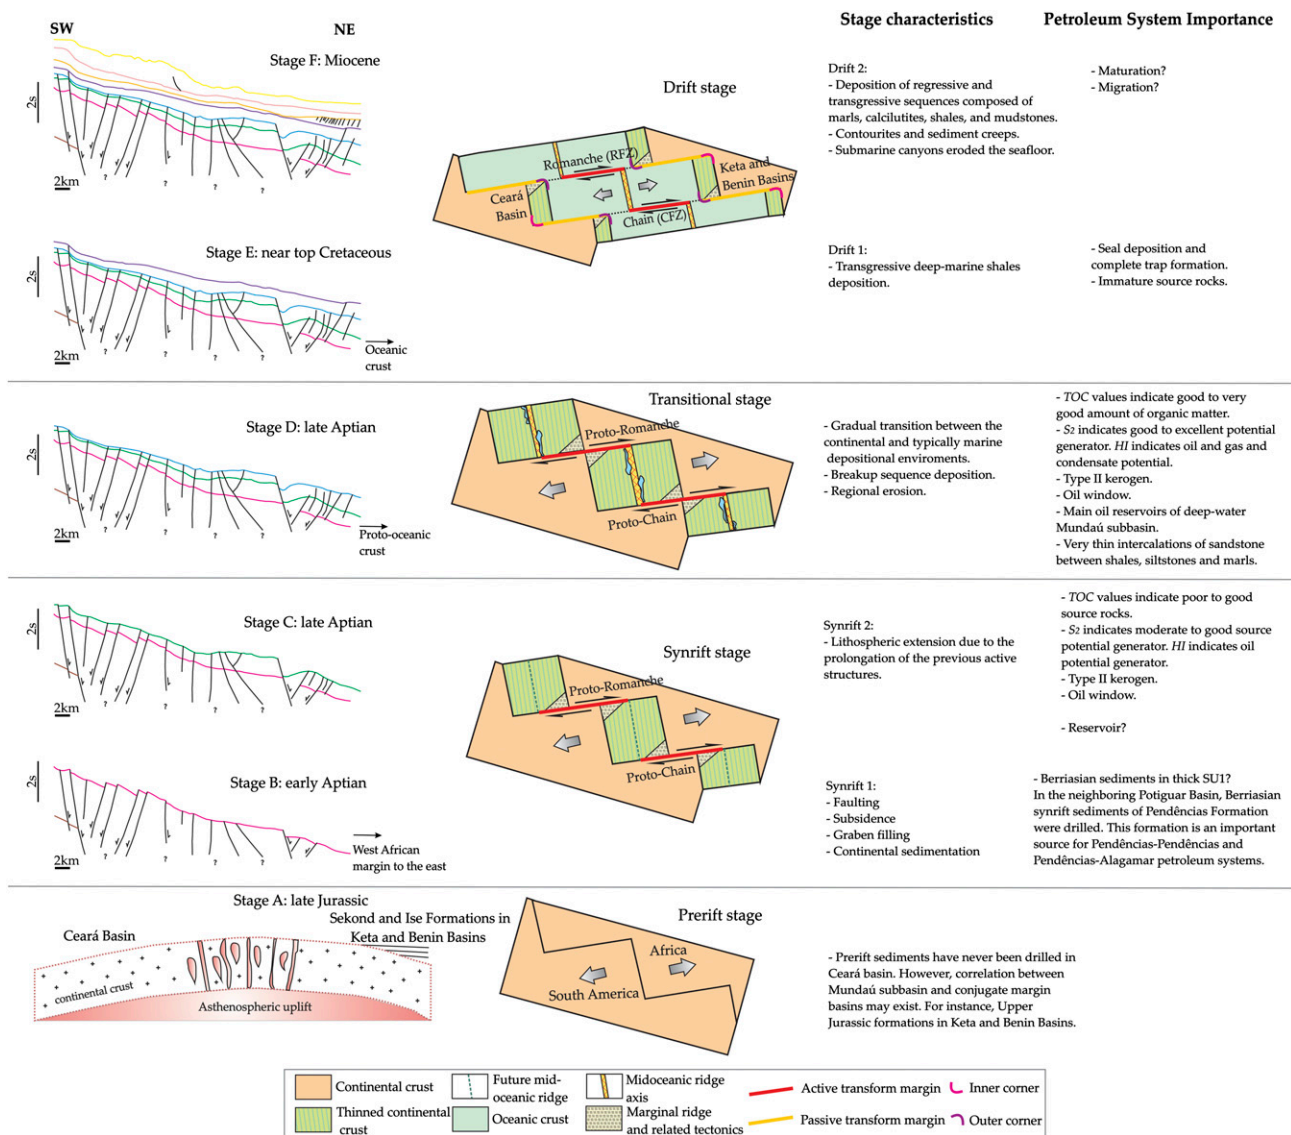 SW
NE
Stage characteristics
Petroleum System Importance
Stage F: Miocene
2s
2km
Drift stage
Romanche (RFZ)
Keta and
Benin Basins
Ceará
Basin
Chain (CFZ)
Drift 2:
- Deposition of regressive and
transgressive sequences composed of
marls, calcilutites, shales, and mudstones.
- Contourites and sediment creeps.
- Submarine canyons eroded the seafloor.
- Maturation?
- Migration?
Stage E: near top Cretaceous
2s
2km
? ? ?
Oceanic
crust
Drift 1:
- Transgressive deep-marine shales
deposition.
- Seal deposition and
complete trap formation.
- Immature source rocks.
Stage D: late Aptian
2s
2km
? ? ?
Proto-oceanic
crust
Transitional stage
Proto-Romanche
Proto-Chain
- Gradual transition between the
continental and typically marine
depositional enviroments.
- Breakup sequence deposition.
- Regional erosion.
- TOC values indicate good to very
good amount of organic matter.
- S2 indicates good to excellent potential
generator. HI indicates oil and gas and
condensate potential.
- Type II kerogen.
- Oil window.
- Main oil reservoirs of deep-water
Mundaú subbasin.
- Very thin intercalations of sandstone
between shales, siltstones and marls.
Stage C: late Aptian
2s
2km
? ? ?
Synrift stage
Proto-Romanche
Proto-Chain
Synrift 2:
- Lithospheric extension due to the
prolongation of the previous active
structures.
- TOC values indicate poor to good
source rocks.
- S2 indicates moderate to good source
potential generator. HI indicates oil
potential generator.
- Type II kerogen.
- Oil window.
- Reservoir?
Stage B: early Aptian
2s
2km
? ? ?
West African
margin to the east
Synrift 1:
- Faulting
- Subsidence
- Graben filling
- Continental sedimentation
- Berriasian sediments in thick SU1?
In the neighboring Potiguar Basin, Berriasian
synrift sediments of Pendências Formation
were drilled. This formation is an important
source for Pendências-Pendências and
Pendências-Alagamar petroleum systems.
Stage A: late Jurassic
Sekond and Ise Formations in
Keta and Benin Basins
Ceará Basin
continental crust
Asthenospheric uplift
Prerift stage
Africa
South America
- Prerift sediments have never been drilled in
Ceará basin. However, correlation between
Mundaú subbasin and conjugate margin
basins may exist. For instance, Upper
Jurassic formations in Keta and Benin Basins.
Continental crust
Thinned continental
crust
Future mid-
oceanic ridge
Oceanic crust
Midoceanic ridge
axis
Marginal ridge
and related tectonics
Active transform margin
Passive transform margin
Inner corner
Outer corner